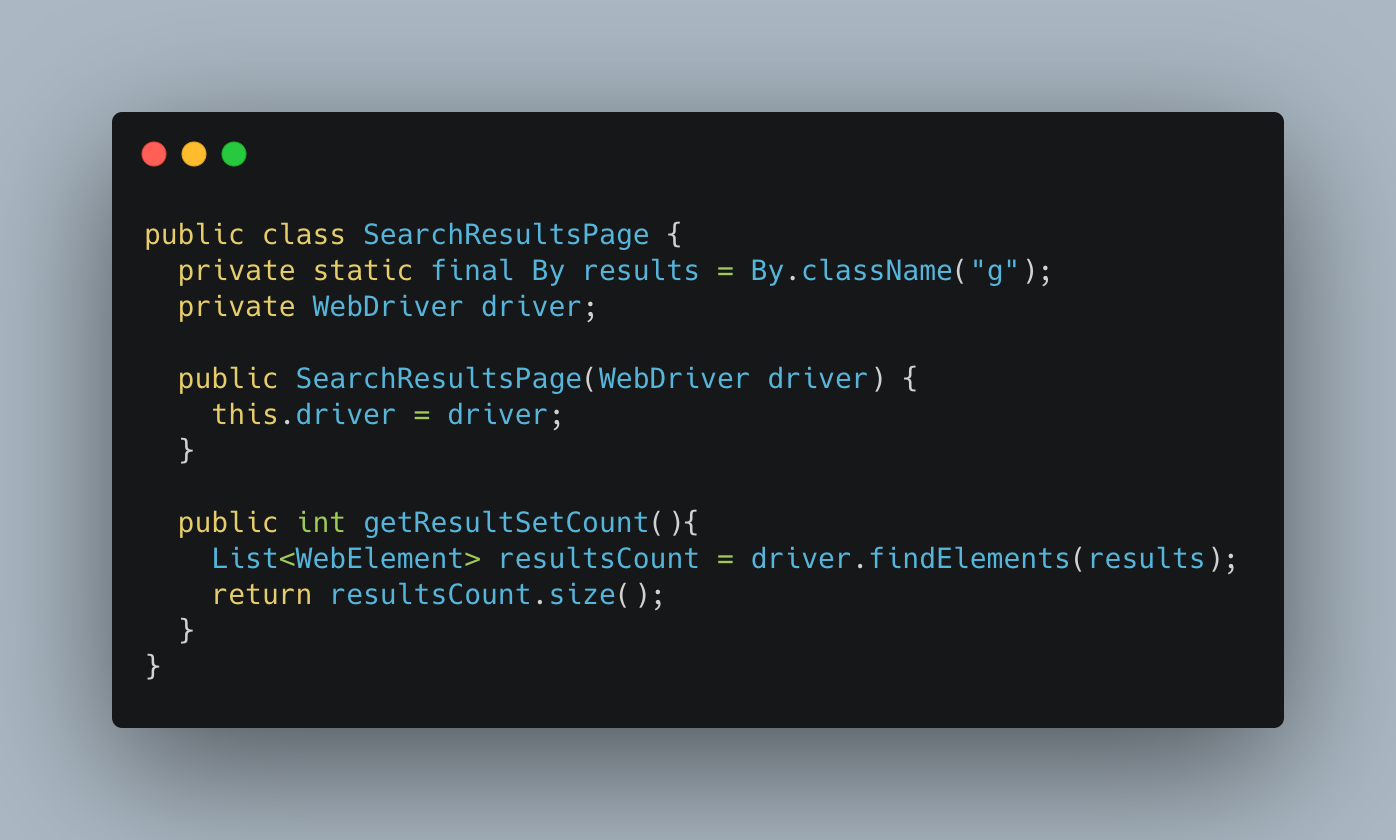 public class SearchResultsPage {
  private static final By results = By.className("g");
  private WebDriver driver;

  public SearchResultsPage(WebDriver driver) {
    this.driver = driver;
  }

  public int getResultSetCount(){
    List<WebElement> resultsCount = driver.findElements(results);
    return resultsCount.size();
  }
}